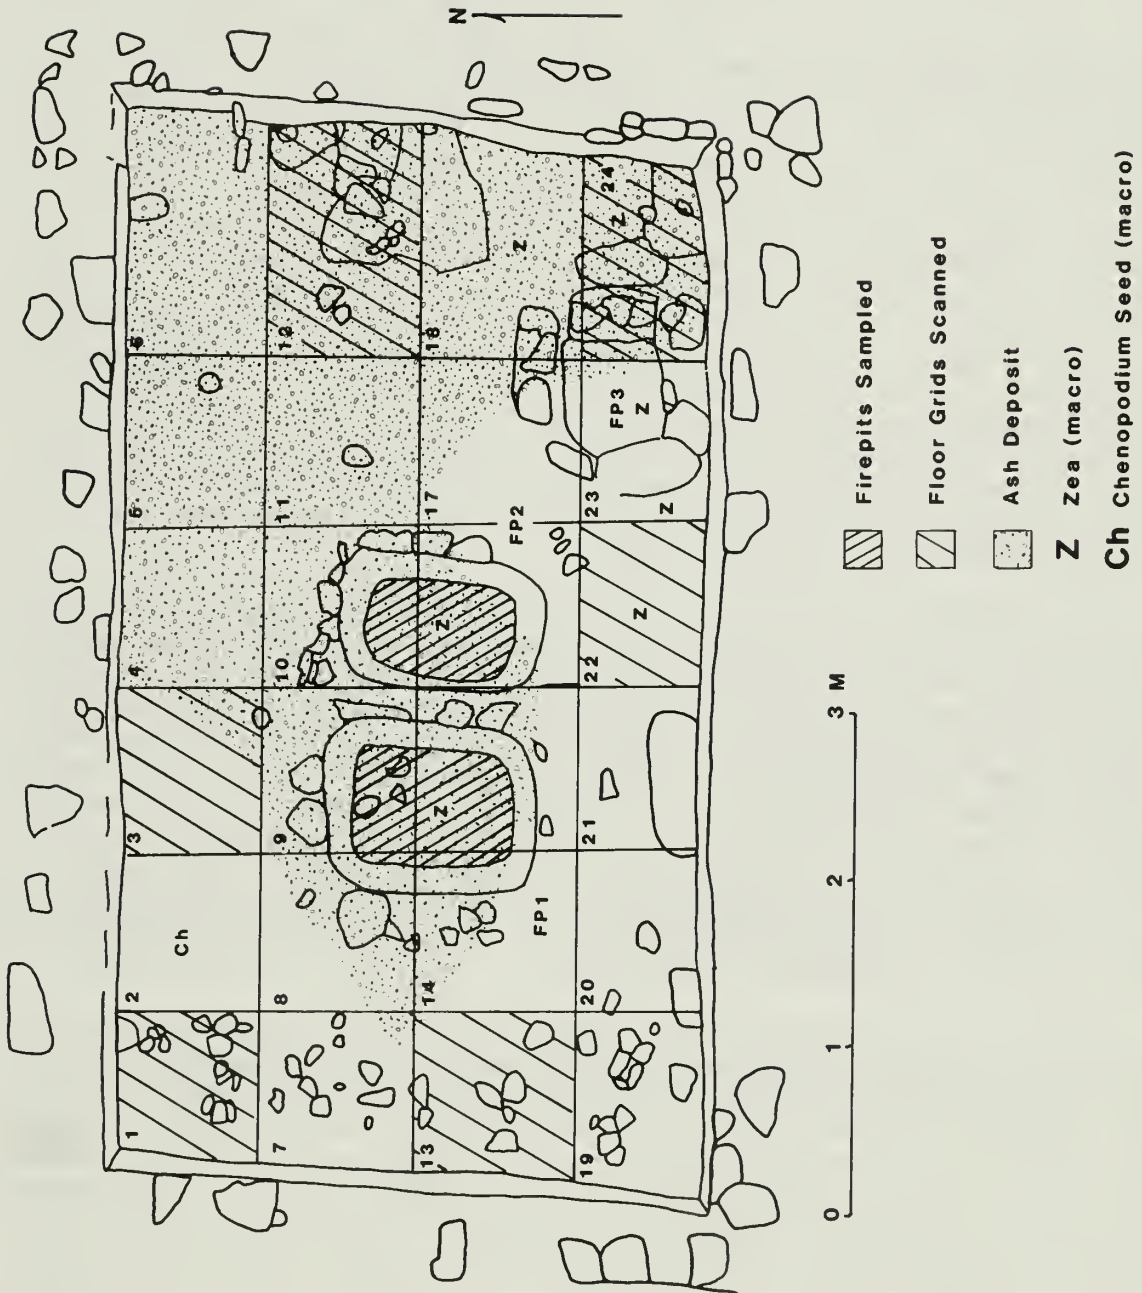 1 2 3 4 5 6
Ch
7 8 9 10 11 12
13 14 17 18
Z Z
N
FP1 FP2 Z
19 20 21 22 23 24
FP3 Z
Z Z
Z
0 1 2 3 M
Firepits Sampled
Floor Grids Scanned
Ash Deposit
Z Zea (macro)
Ch Chenopodium Seed (macro)